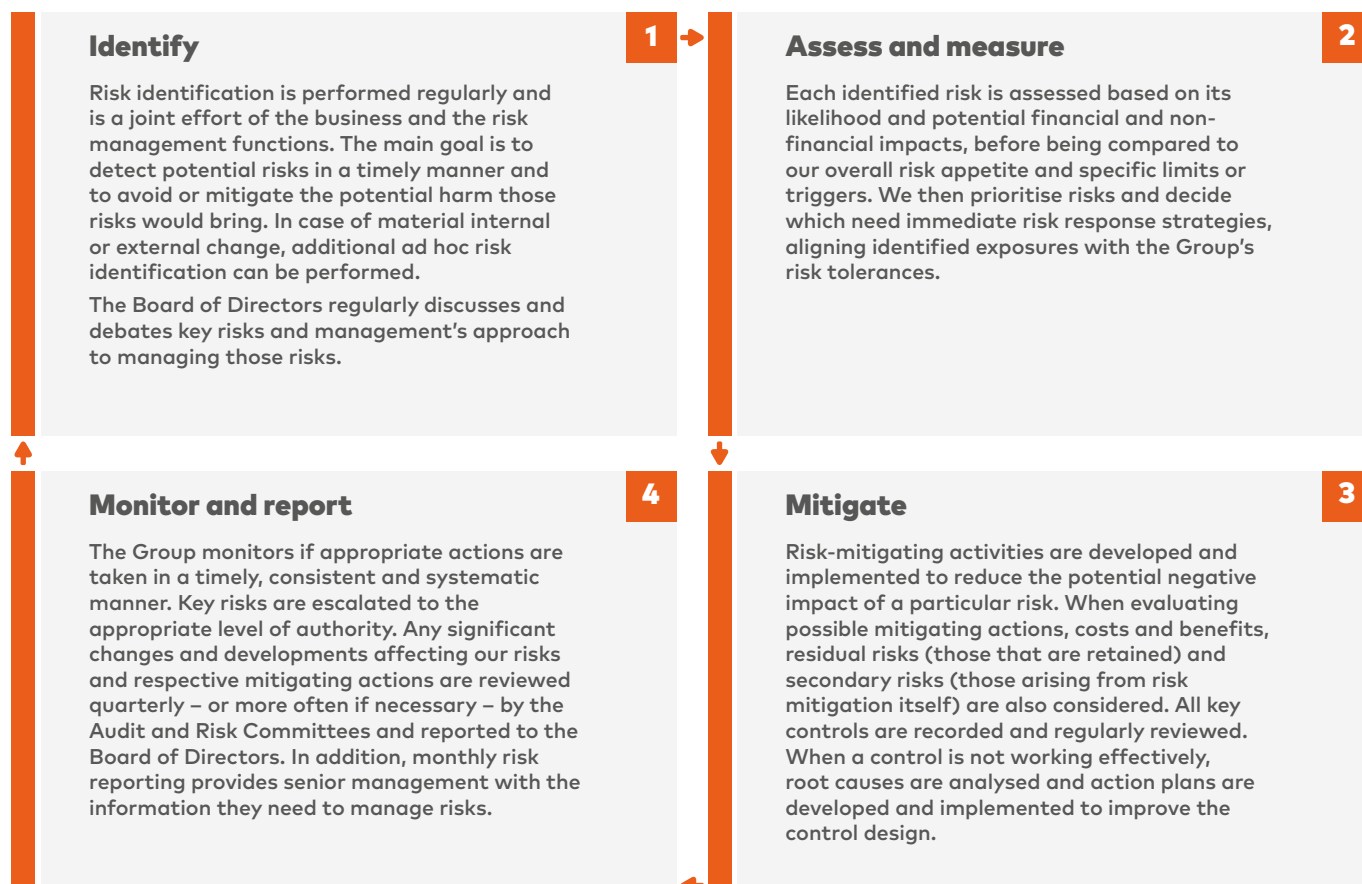 Identify
1
Risk identification is performed regularly and
is a joint effort of the business and the risk
management functions. The main goal is to
detect potential risks in a timely manner and
to avoid or mitigate the potential harm those
risks would bring. In case of material internal
or external change, additional ad hoc risk
identification can be performed.
The Board of Directors regularly discusses and
debates key risks and management’s approach
to managing those risks.
Assess and measure
2
Each identified risk is assessed based on its
likelihood and potential financial and non-
financial impacts, before being compared to
our overall risk appetite and specific limits or
triggers. We then prioritise risks and decide
which need immediate risk response strategies,
aligning identified exposures with the Group’s
risk tolerances.
Mitigate
3
Risk-mitigating activities are developed and
implemented to reduce the potential negative
impact of a particular risk. When evaluating
possible mitigating actions, costs and benefits,
residual risks (those that are retained) and
secondary risks (those arising from risk
mitigation itself) are also considered. All key
controls are recorded and regularly reviewed.
When a control is not working effectively,
root causes are analysed and action plans are
developed and implemented to improve the
control design.
Monitor and report
4
The Group monitors if appropriate actions are
taken in a timely, consistent and systematic
manner. Key risks are escalated to the
appropriate level of authority. Any significant
changes and developments affecting our risks
and respective mitigating actions are reviewed
quarterly – or more often if necessary – by the
Audit and Risk Committees and reported to the
Board of Directors. In addition, monthly risk
reporting provides senior management with the
information they need to manage risks.